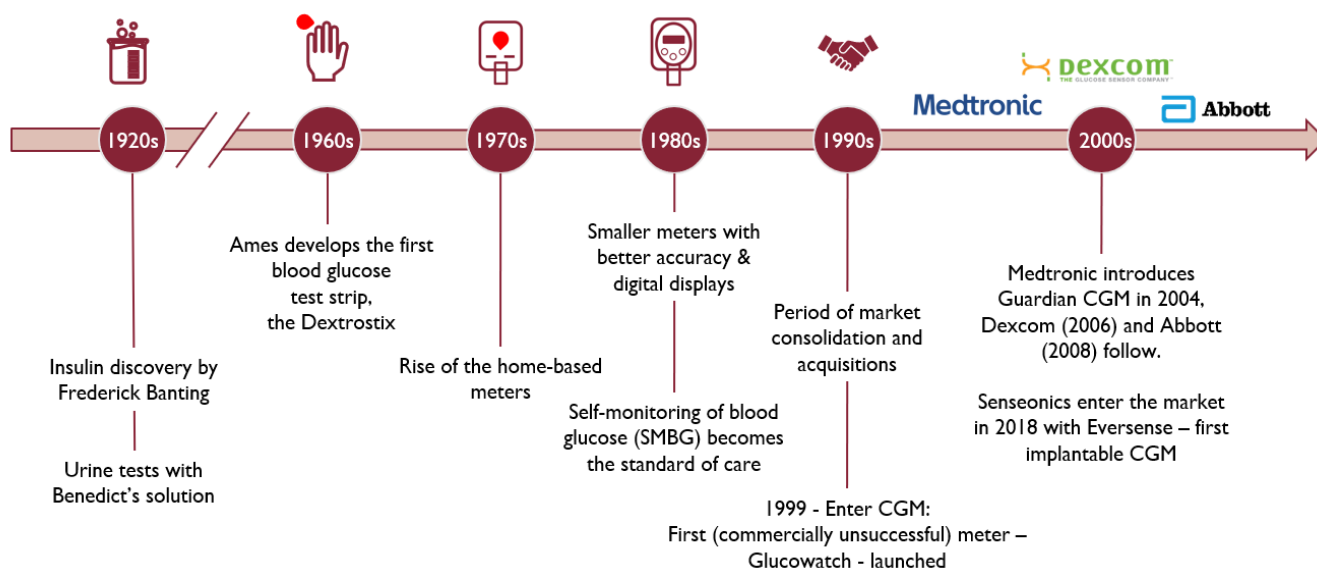 DEXCOM™
THE GLUCOSE SENSOR COMPANY™
Medtronic
Abbott
1920s
1960s
1970s
1980s
1990s
2000s
Insulin discovery by
Frederick Banting
Urine tests with
Benedict's solution
Ames develops the first
blood glucose
test strip,
the Dextrostix
Rise of the home-based
meters
Smaller meters with
better accuracy &
digital displays
Self-monitoring of blood
glucose (SMBG) becomes
the standard of care
Period of market
consolidation and
acquisitions
1999 - Enter CGM:
First (commercially unsuccessful) meter –
Glucowatch - launched
Medtronic introduces
Guardian CGM in 2004,
Dexcom (2006) and Abbott
(2008) follow.
Senseonics enter the market
in 2018 with Eversense – first
implantable CGM